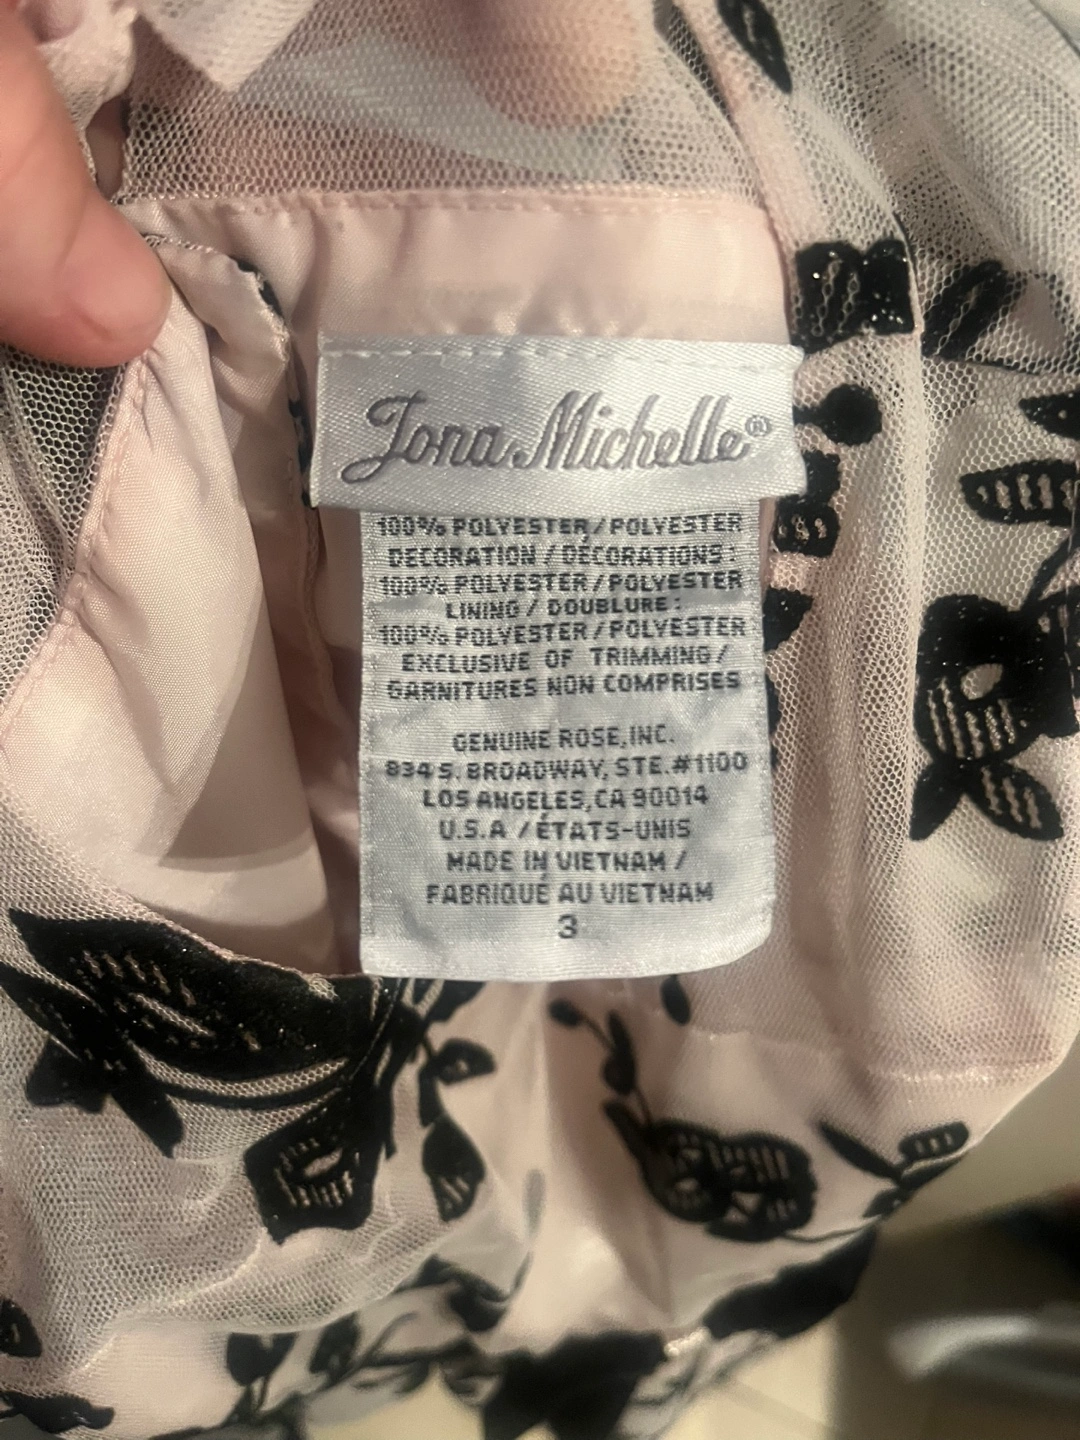 Jona Michelle®
100% POLYESTER/POLYESTER
DECORATION / DÉCORATIONS:
100% POLYESTER/POLYESTER
LINING / DOUBLURE:
100% POLYESTER/POLYESTER
EXCLUSIVE OF TRIMMING/
GARNITURES NON COMPRISES
GENUINE ROSE,INC.
834 S. BROADWAY, STE.#1100
LOS ANGELES,CA 90014
U.S.A /ÉTATS-UNIS
MADE IN VIETNAM /
FABRIQUÉ AU VIETNAM
3